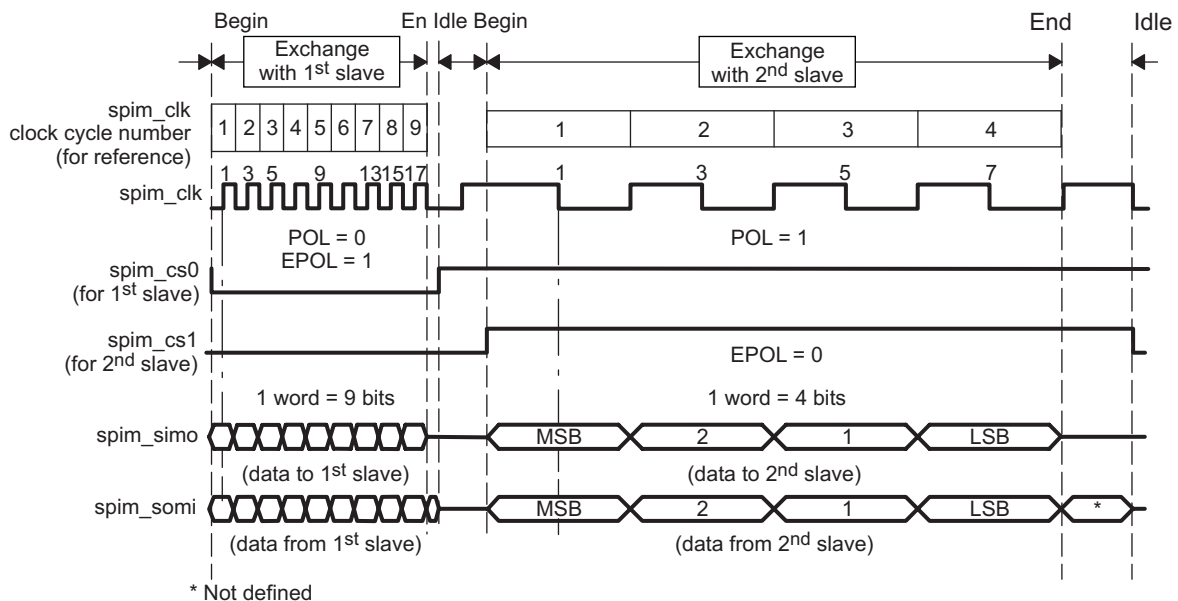 Begin En Idle Begin End Idle
Exchange
with 1st slave
Exchange
with 2nd slave
spim_clk
clock cycle number
(for reference)
1 2 3 4 5 6 7 8 9 1 2 3 4
1 3 5 9 13 15 17 1 3 5 7
spim_clk
POL = 0 POL = 1
EPOL = 1
spim_cs0
(for 1st slave)
spim_cs1
(for 2nd slave)
EPOL = 0
1 word = 9 bits 1 word = 4 bits
spim_simo MSB 2 1 LSB
(data to 1st slave) (data to 2nd slave)
spim_somi MSB 2 1 LSB *
(data from 1st slave) (data from 2nd slave)
* Not defined